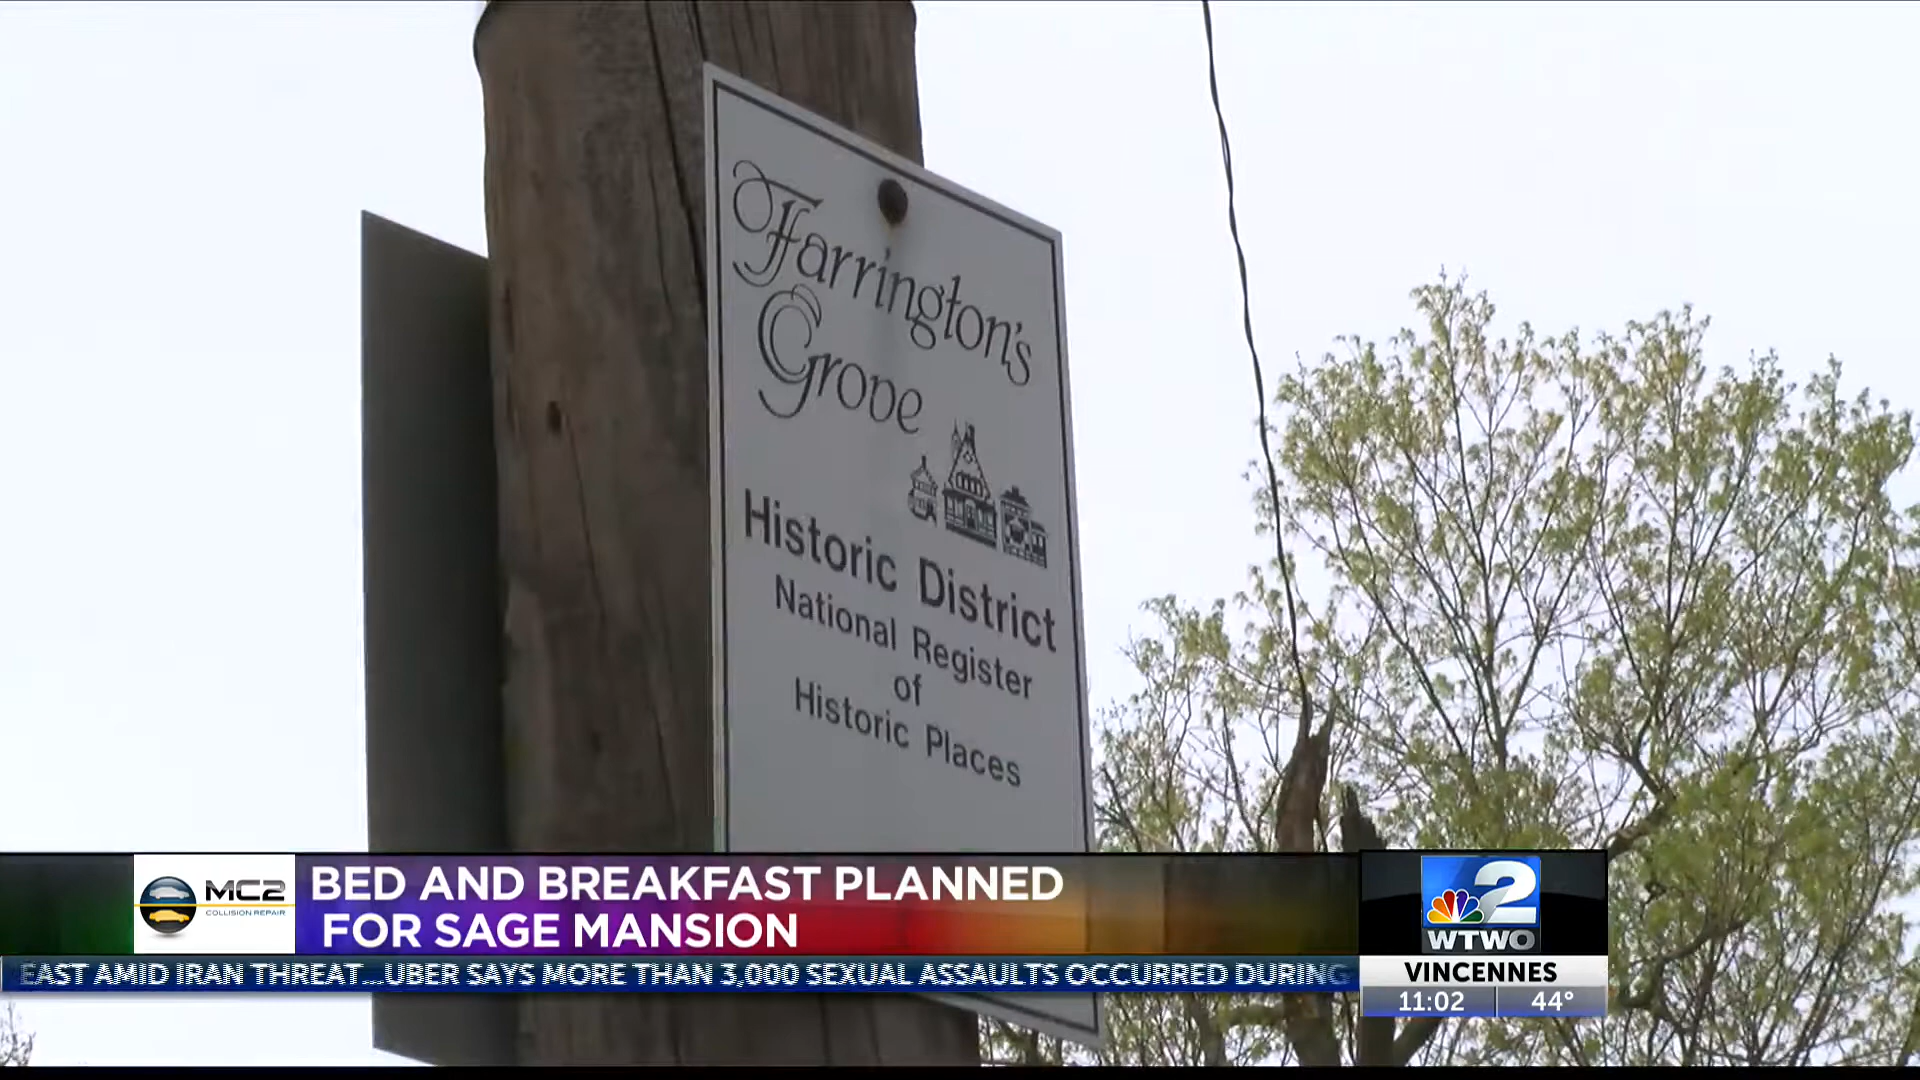 Farrington's
Grove
Historic District
National Register
of
Historic Places
MC2
COLLISION REPAIR
BED AND BREAKFAST PLANNED
FOR SAGE MANSION
2
WTWO
EAST AMID IRAN THREAT...UBER SAYS MORE THAN 3,000 SEXUAL ASSAULTS OCCURRED DURING
VINCENNES
11:02 44°